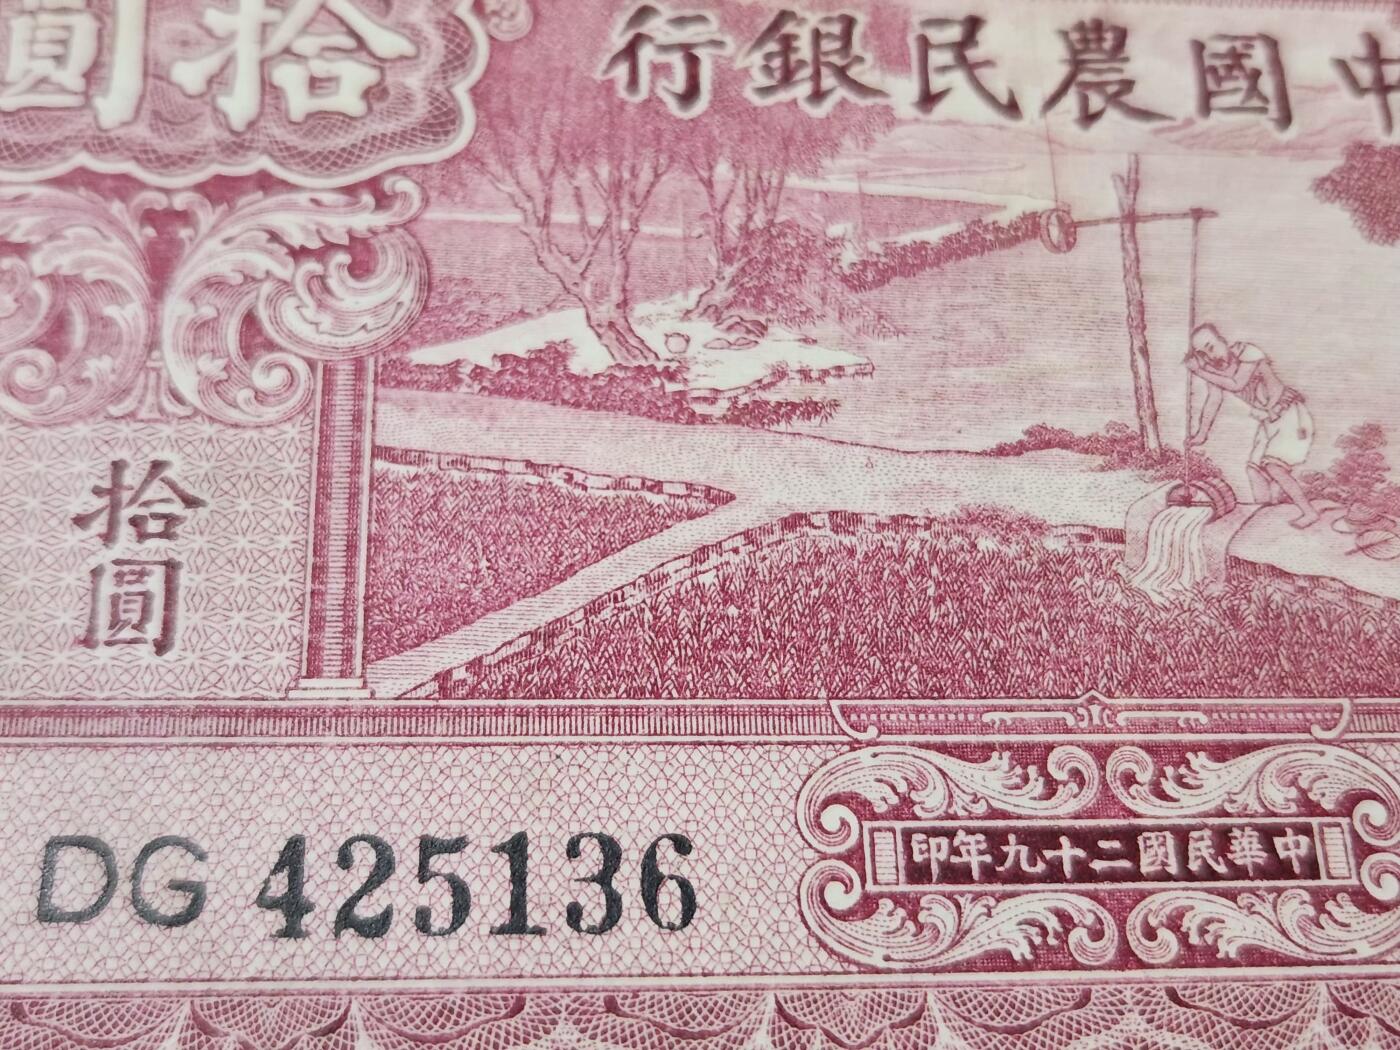 中國農民銀行
拾圓
拾圓
DG 425136
中華民國二十九年印